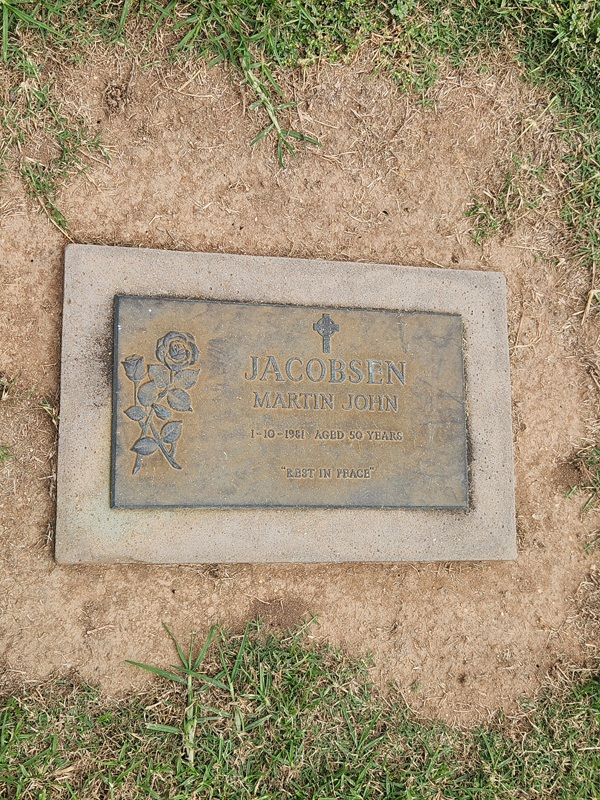 JACOBSEN
MARTIN JOHN
1-10-1981 AGED 50 YEARS
"REST IN PEACE"